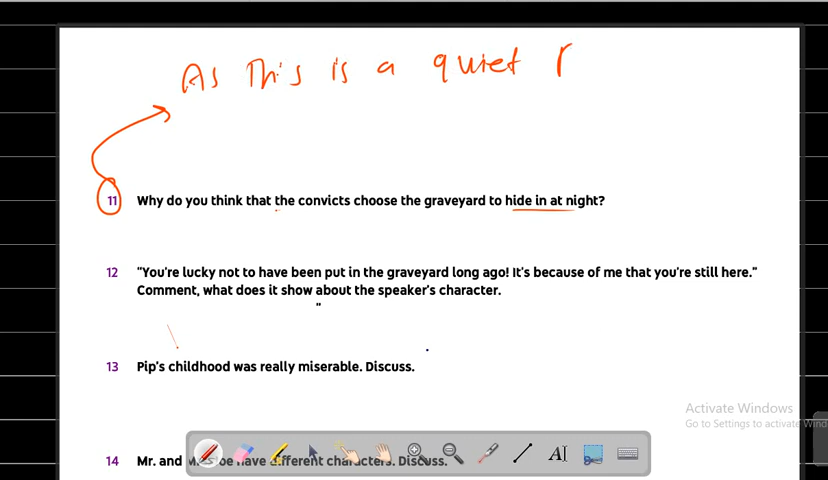 As This is a quiet
11 Why do you think that the convicts choose the graveyard to hide in at night?
12 "You're lucky not to have been put in the graveyard long ago! It's because of me that you're still here."
Comment, what does it show about the speaker's character.
"
13 Pip's childhood was really miserable. Discuss.
Activate Windows
Go to Settings to activate Wind
14 Mr. and be have different characters. Discuss.